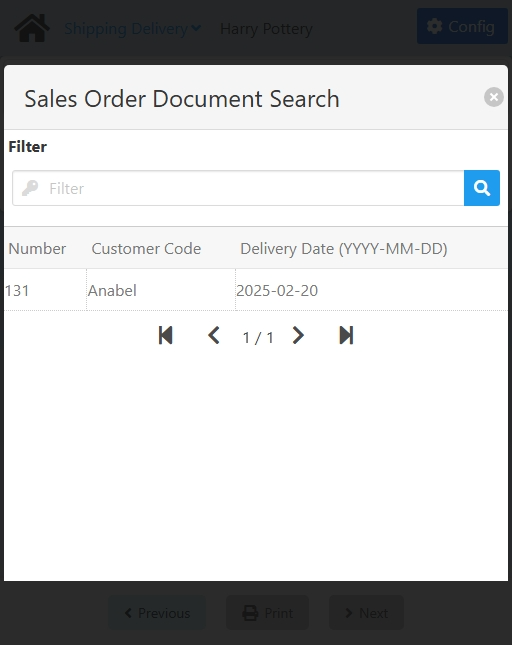 Shipping Delivery Harry Pottery Config
Sales Order Document Search
Filter
Filter
Number Customer Code Delivery Date (YYYY-MM-DD)
131 Anabel 2025-02-20
1 / 1
Previous Print Next